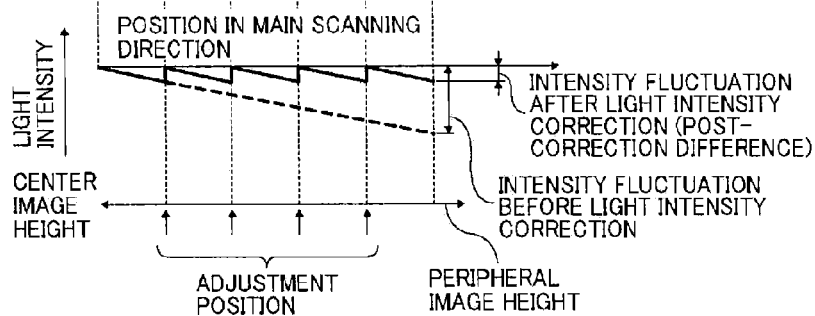 POSITION IN MAIN SCANNING
DIRECTION
LIGHT
INTENSITY
INTENSITY FLUCTUATION
AFTER LIGHT INTENSITY
CORRECTION (POST-
CORRECTION DIFFERENCE)
CENTER
IMAGE
HEIGHT
INTENSITY FLUCTUATION
BEFORE LIGHT INTENSITY
CORRECTION
ADJUSTMENT
POSITION
PERIPHERAL
IMAGE HEIGHT